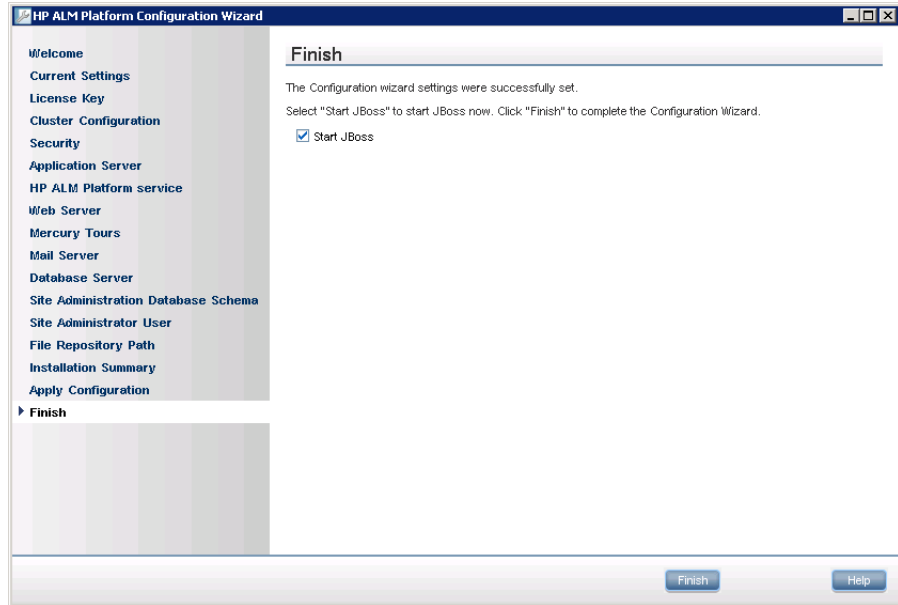 HP ALM Platform Configuration Wizard
Welcome
Current Settings
License Key
Cluster Configuration
Security
Application Server
HP ALM Platform service
Web Server
Mercury Tours
Mail Server
Database Server
Site Administration Database Schema
Site Administrator User
File Repository Path
Installation Summary
Apply Configuration
Finish
Finish
The Configuration wizard settings were successfully set.
Select "Start JBoss" to start JBoss now. Click "Finish" to complete the Configuration Wizard.
Start JBoss
Finish
Help